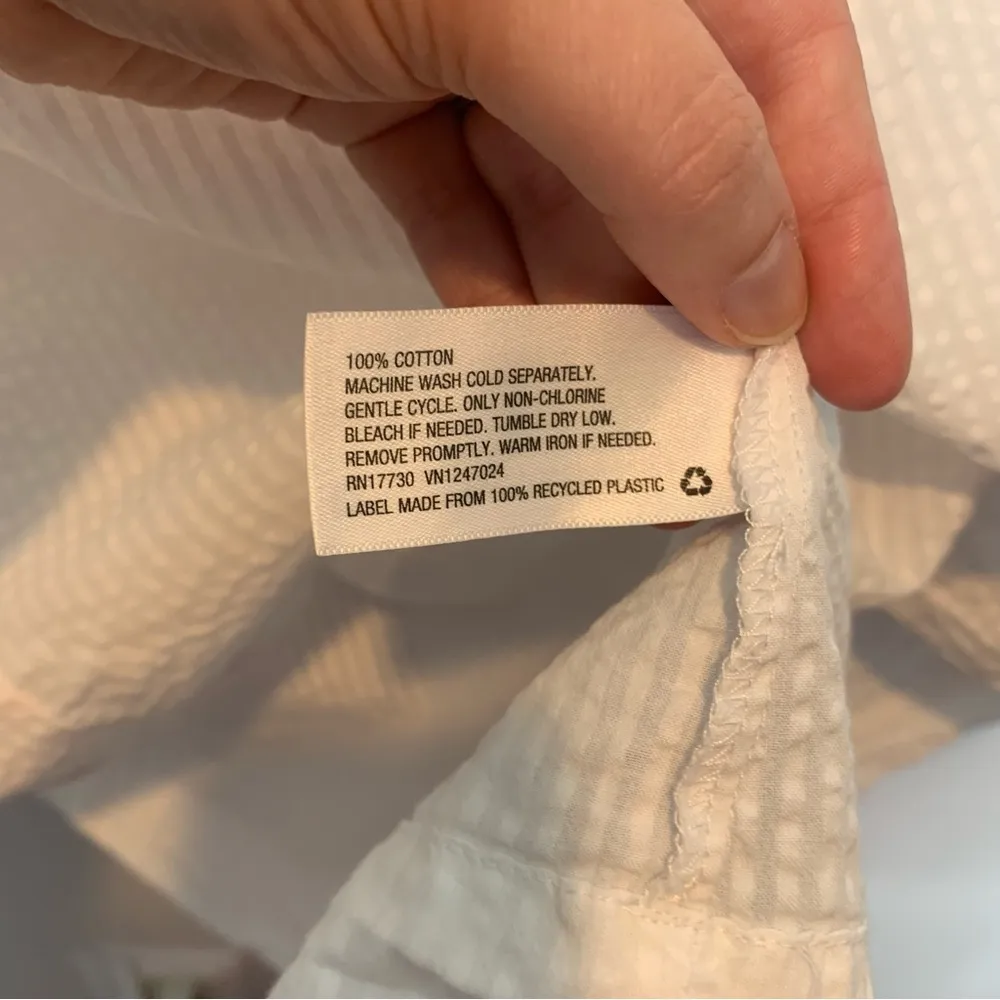 100% COTTON
MACHINE WASH COLD SEPARATELY.
GENTLE CYCLE. ONLY NON-CHLORINE
BLEACH IF NEEDED. TUMBLE DRY LOW.
REMOVE PROMPTLY. WARM IRON IF NEEDED.
RN17730 VN1247024
LABEL MADE FROM 100% RECYCLED PLASTIC